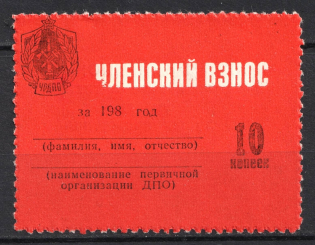 ЧЛЕНСКИЙ ВЗНОС
за 198 год
10
копеек
(фамилия, имя, отчество)
(наименование первичной
организации ДПО)